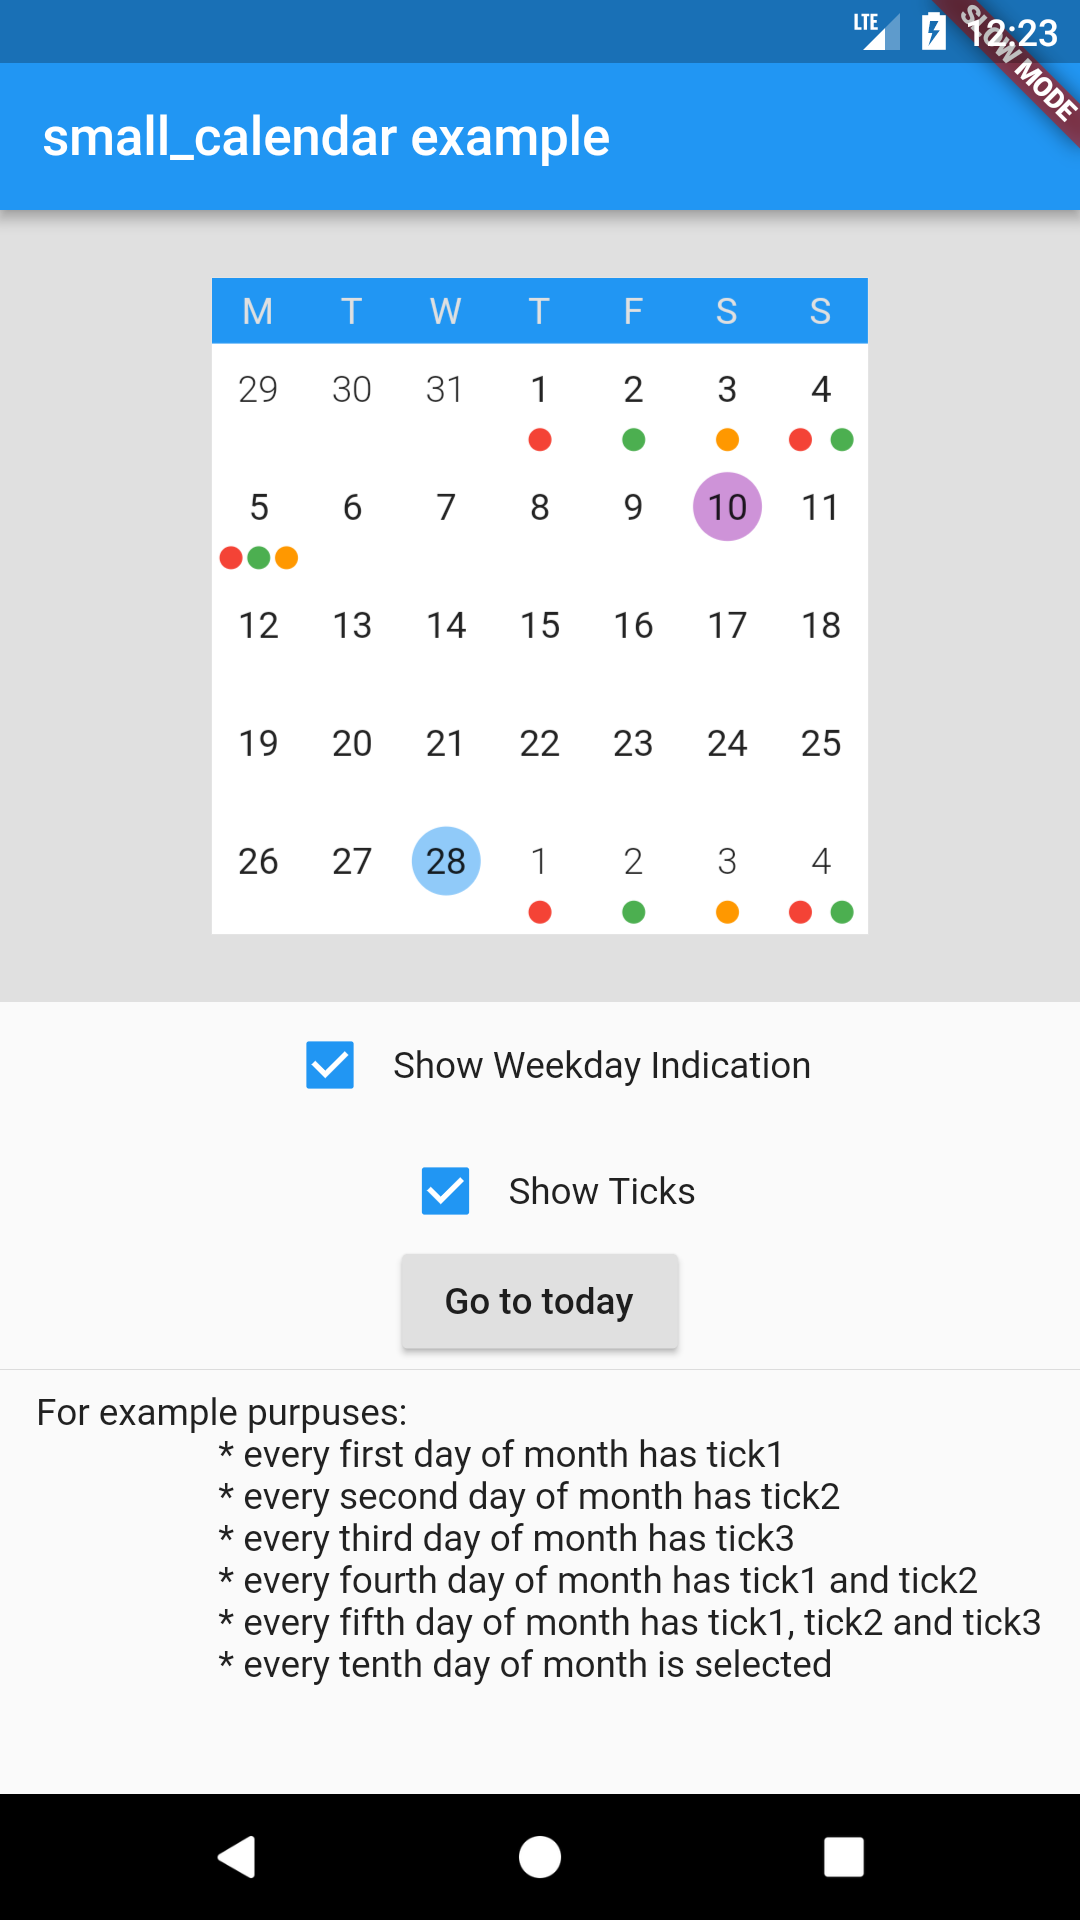 LTE 12:23
SLOW MODE
small_calendar example
M T W T F S S
29 30 31 1 2 3 4
5 6 7 8 9 10 11
12 13 14 15 16 17 18
19 20 21 22 23 24 25
26 27 28 1 2 3 4
Show Weekday Indication
Show Ticks
Go to today
For example purpuses:
* every first day of month has tick1
* every second day of month has tick2
* every third day of month has tick3
* every fourth day of month has tick1 and tick2
* every fifth day of month has tick1, tick2 and tick3
* every tenth day of month is selected